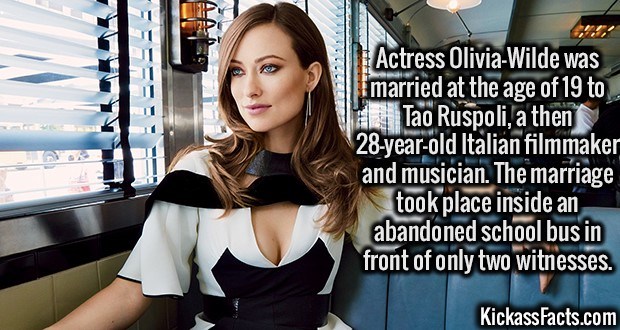 Actress Olivia-Wilde was
married at the age of 19 to
Tao Ruspoli, a then
28-year-old Italian filmmaker
and musician. The marriage
took place inside an
abandoned school bus in
front of only two witnesses.
KickassFacts.com